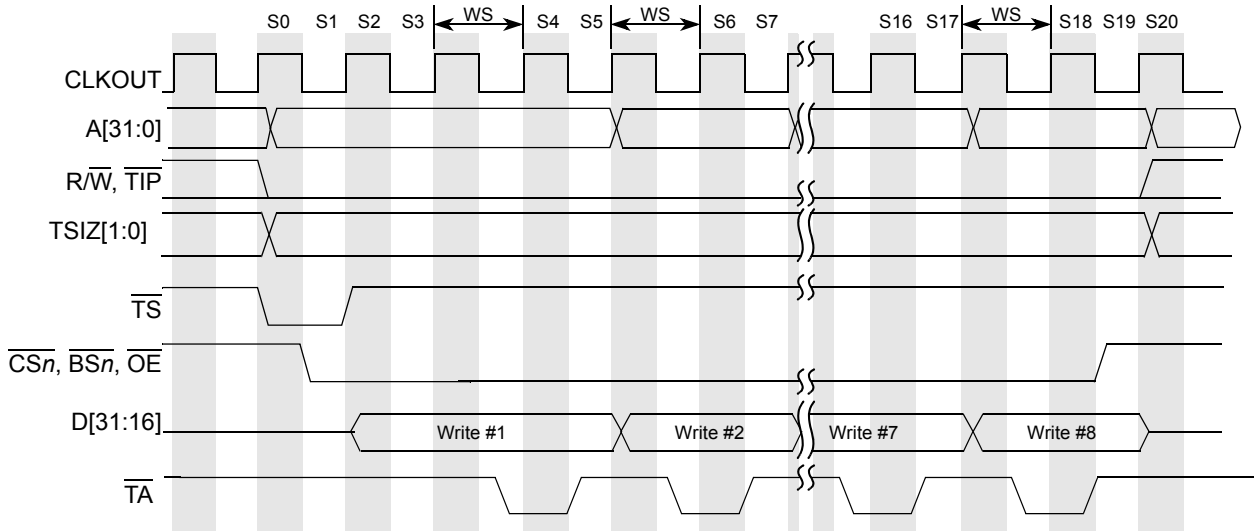 S0 S1 S2 S3 WS S4 S5 WS S6 S7 S16 S17 WS S18 S19 S20
CLKOUT
A[31:0]
R/W, TIP
TSIZ[1:0]
TS
CSn, BSn, OE
D[31:16] Write #1 Write #2 Write #7 Write #8
TA